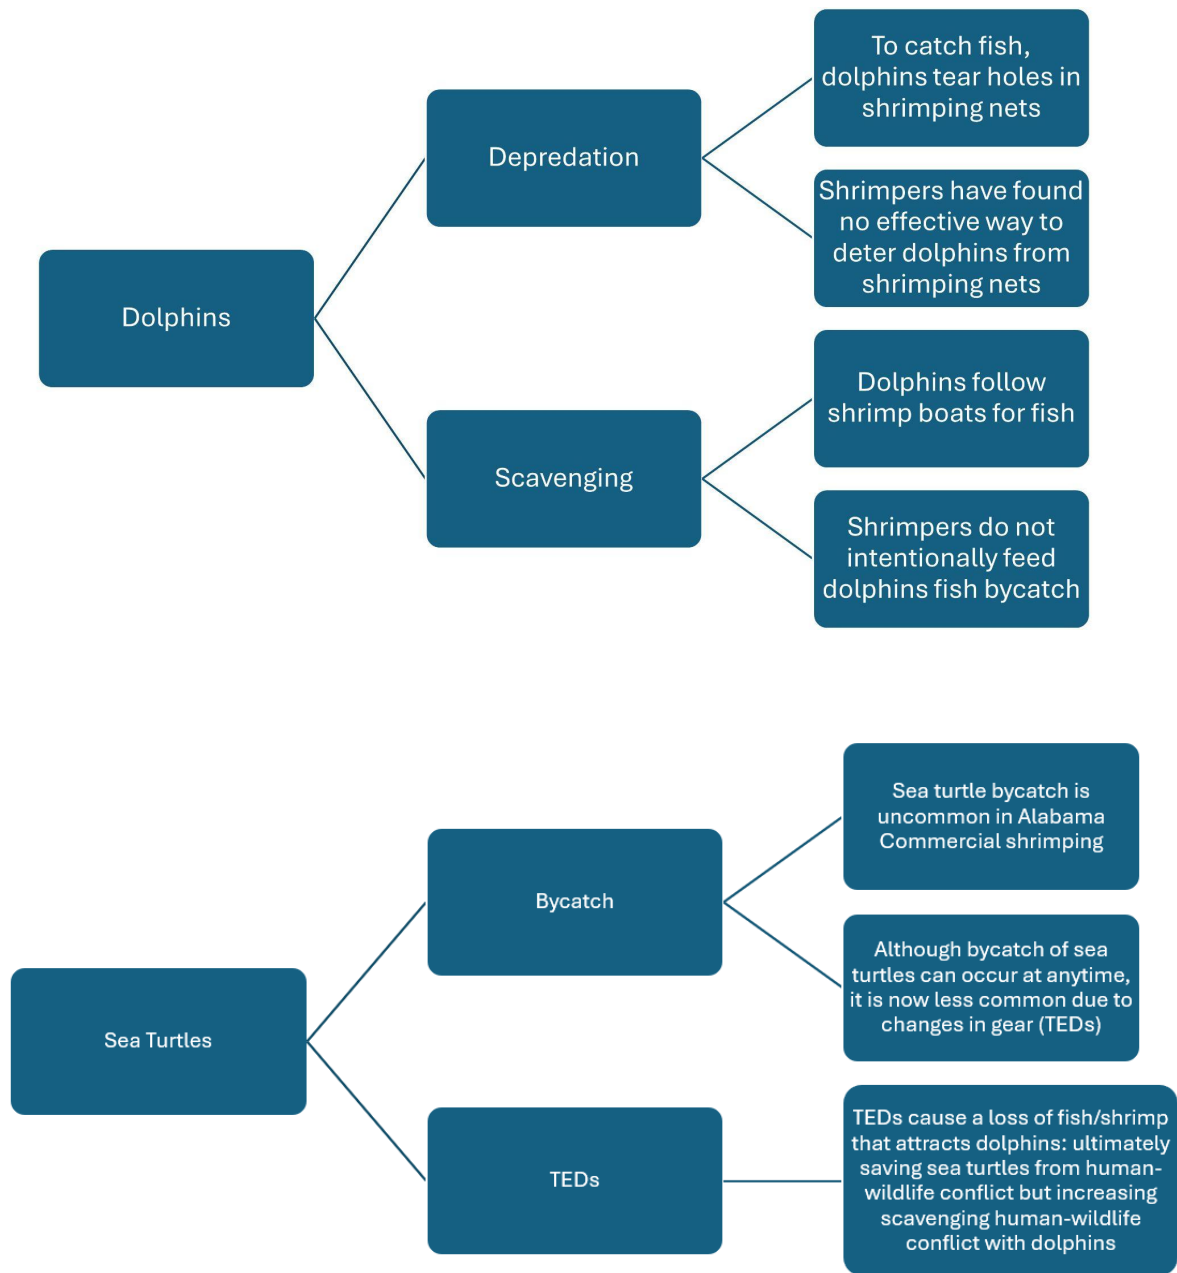 Dolphins
Depredation
To catch fish,
dolphins tear holes in
shrimping nets
Shrimpers have found
no effective way to
deter dolphins from
shrimping nets
Scavenging
Dolphins follow
shrimp boats for fish
Shrimpers do not
intentionally feed
dolphins fish bycatch
Sea Turtles
Bycatch
Sea turtle bycatch is
uncommon in Alabama
Commercial shrimping
Although bycatch of sea
turtles can occur at anytime,
it is now less common due to
changes in gear (TEDs)
TEDs
TEDs cause a loss of fish/shrimp
that attracts dolphins: ultimately
saving sea turtles from human-
wildlife conflict but increasing
scavenging human-wildlife
conflict with dolphins